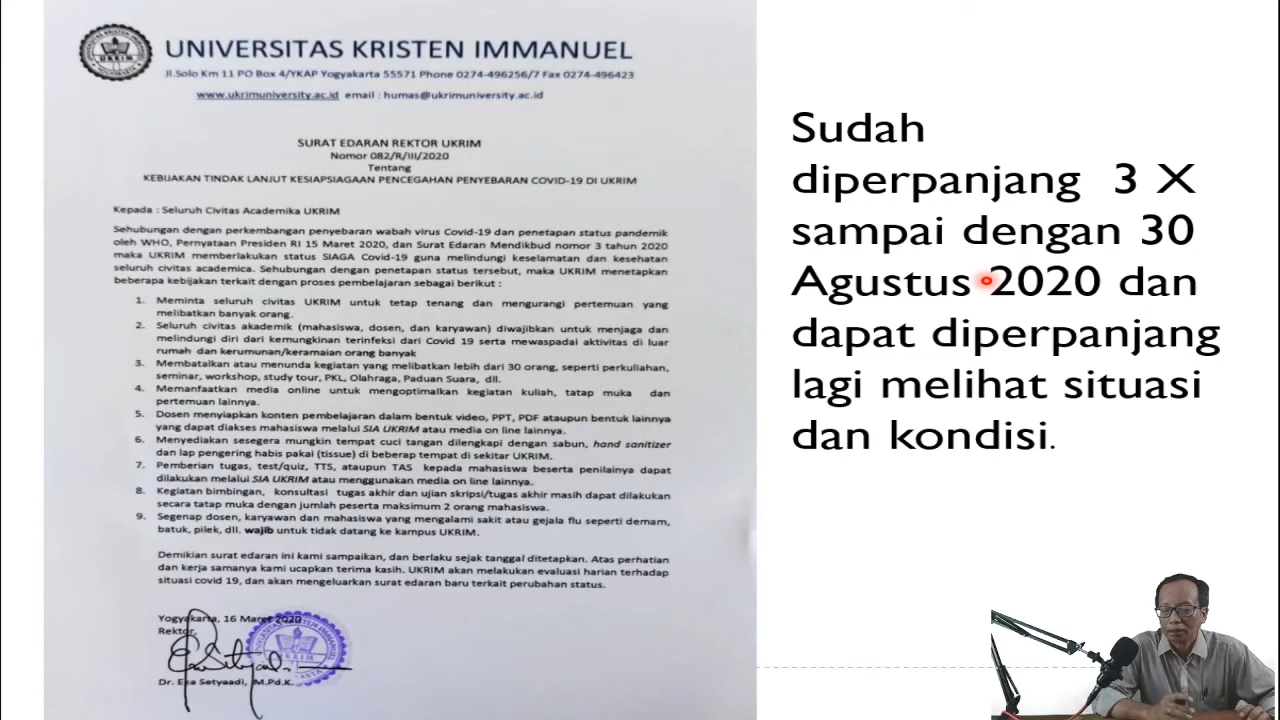 UNIVERSITAS KRISTEN IMMANUEL
Jl.Solo Km 11 PO Box 4/YKAP Yogyakarta 55571 Phone 0274-496256/7 Fax 0274-496423
www.ukrimuniversity.ac.id email : humas@ukrimuniversity.ac.id
SURAT EDARAN REKTOR UKRIM
Nomor 082/R/III/2020
Tentang
KEBIJAKAN TINDAK LANJUT KESIAPSIAGAAN PENCEGAHAN PENYEBARAN COVID-19 DI UKRIM
Kepada : Seluruh Civitas Academika UKRIM
Sehubungan dengan perkembangan penyebaran wabah virus Covid-19 dan penetapan status pandemik
oleh WHO, Pernyataan Presiden RI 15 Maret 2020, dan Surat Edaran Mendikbud nomor 3 tahun 2020
maka UKRIM memberlakukan status SIAGA Covid-19 guna melindungi keselamatan dan kesehatan
seluruh civitas academica. Sehubungan dengan penetapan status tersebut, maka UKRIM menetapkan
beberapa kebijakan terkait dengan proses pembelajaran sebagai berikut :
1. Meminta seluruh civitas UKRIM untuk tetap tenang dan mengurangi pertemuan yang
melibatkan banyak orang.
2. Seluruh civitas akademik (mahasiswa, dosen, dan karyawan) diwajibkan untuk menjaga dan
melindungi diri dari kemungkinan terinfeksi dari Covid 19 serta mewaspadai aktivitas di luar
rumah dan kerumunan/keramaian orang banyak
3. Membatalkan atau menunda kegiatan yang melibatkan lebih dari 30 orang, seperti perkuliahan,
seminar, workshop, study tour, PKL, Olahraga, Paduan Suara, dll.
4. Memanfaatkan media online untuk mengoptimalkan kegiatan kuliah, tatap muka dan
pertemuan lainnya.
5. Dosen menyiapkan konten pembelajaran dalam bentuk video, PPT, PDF ataupun bentuk lainnya
yang dapat diakses mahasiswa melalui SIA UKRIM atau media on line lainnya.
6. Menyediakan sesegera mungkin tempat cuci tangan dilengkapi dengan sabun, hand sanitizer
dan lap pengering habis pakai (tissue) di beberap tempat di sekitar UKRIM.
7. Pemberian tugas, test/quiz, TTS, ataupun TAS kepada mahasiswa beserta penilainya dapat
dilakukan melalui SIA UKRIM atau menggunakan media on line lainnya.
8. Kegiatan bimbingan, konsultasi tugas akhir dan ujian skripsi/tugas akhir masih dapat dilakukan
secara tatap muka dengan jumlah peserta maksimum 2 orang mahasiswa.
9. Segenap dosen, karyawan dan mahasiswa yang mengalami sakit atau gejala flu seperti demam,
batuk, pilek, dll. wajib untuk tidak datang ke kampus UKRIM.
Demikian surat edaran ini kami sampaikan, dan berlaku sejak tanggal ditetapkan. Atas perhatian
dan kerja samanya kami ucapkan terima kasih. UKRIM akan melakukan evaluasi harian terhadap
situasi covid 19, dan akan mengeluarkan surat edaran baru terkait perubahan status.
Yogyakarta, 16 Maret 2020
Rektor,
UNIVERSITAS KRISTEN IMMANUEL
UKRIM
Dr. Eka Setyaadi, M.Pd.K.
Sudah
diperpanjang 3 X
sampai dengan 30
Agustus 2020 dan
dapat diperpanjang
lagi melihat situasi
dan kondisi.